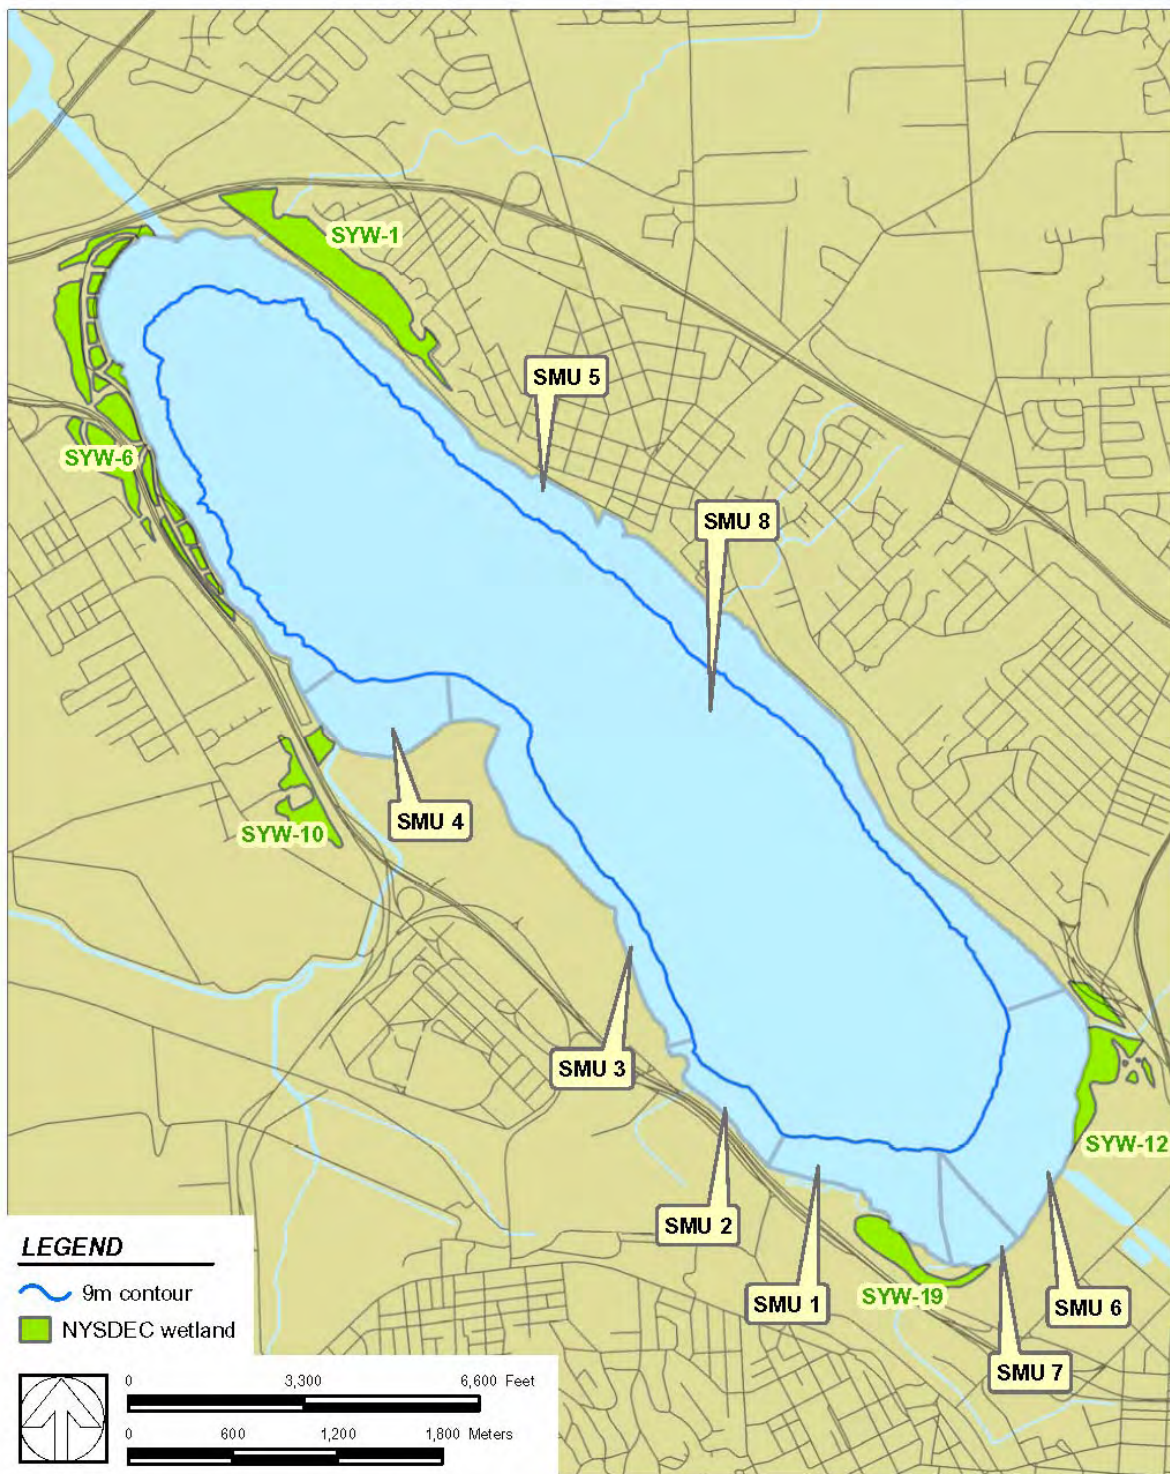 SYW-1
SMU 5
SYW-6
SMU 8
SMU 4
SYW-10
SMU 3
SYW-12
SMU 2
SMU 1
SYW-19
SMU 6
SMU 7
LEGEND
9m contour
NYSDEC wetland
0 3,300 6,600 Feet
0 600 1,200 1,800 Meters